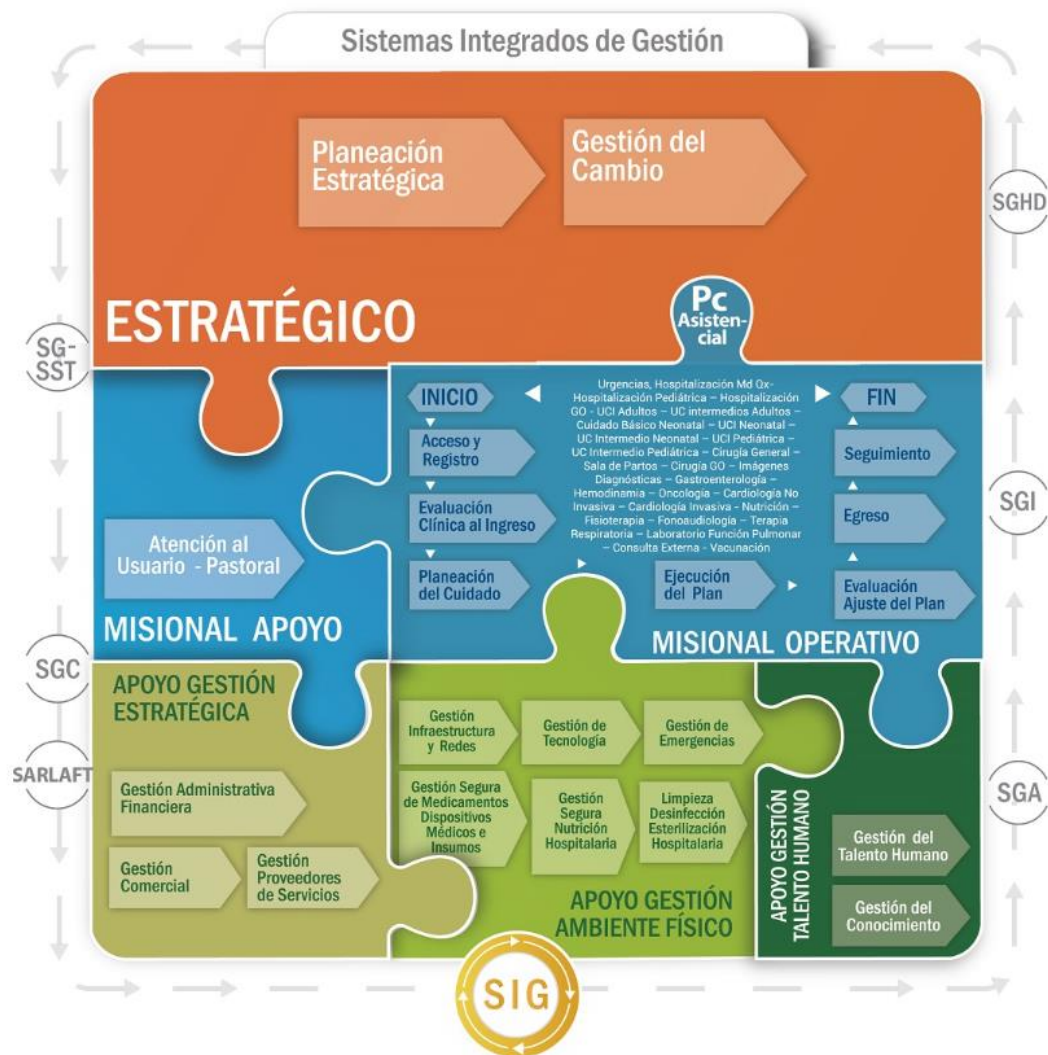 Sistemas Integrados de Gestión
Planeación
Estratégica
Gestión del
Cambio
ESTRATÉGICO
SGHD
SG-
SST
SGI
SGC
SARLAFT
SGA
Pc
Asisten-
cial
INICIO
Acceso y
Registro
Evaluación
Clínica al Ingreso
Planeación
del Cuidado
Urgencias, Hospitalización Md Qx-
Hospitalización Pediátrica – Hospitalización
GO - UCI Adultos – UC intermedios Adultos –
Cuidado Básico Neonatal – UCI Neonatal –
UC Intermedio Neonatal – UCI Pediátrica –
UC Intermedio Pediátrica – Cirugía General –
Sala de Partos – Cirugía GO – Imágenes
Diagnósticas – Gastroenterología –
Hemodinamia – Oncología – Cardiología No
Invasiva – Cardiología Invasiva - Nutrición –
Fisioterapia – Fonoaudiología – Terapia
Respiratoria – Laboratorio Función Pulmonar
– Consulta Externa - Vacunación
Ejecución
del Plan
FIN
Seguimiento
Egreso
Evaluación
Ajuste del Plan
MISIONAL OPERATIVO
Atención al
Usuario - Pastoral
MISIONAL APOYO
APOYO GESTIÓN
ESTRATÉGICA
Gestión Administrativa
Financiera
Gestión
Comercial
Gestión
Proveedores
de Servicios
Gestión
Infraestructura
y Redes
Gestión de
Tecnología
Gestión de
Emergencias
Gestión Segura
de Medicamentos
Dispositivos
Médicos e
Insumos
Gestión
Segura
Nutrición
Hospitalaria
Limpieza
Desinfección
Esterilización
Hospitalaria
APOYO GESTIÓN
AMBIENTE FÍSICO
APOYO GESTIÓN
TALENTO HUMANO
Gestión del
Talento Humano
Gestión del
Conocimiento
SIG